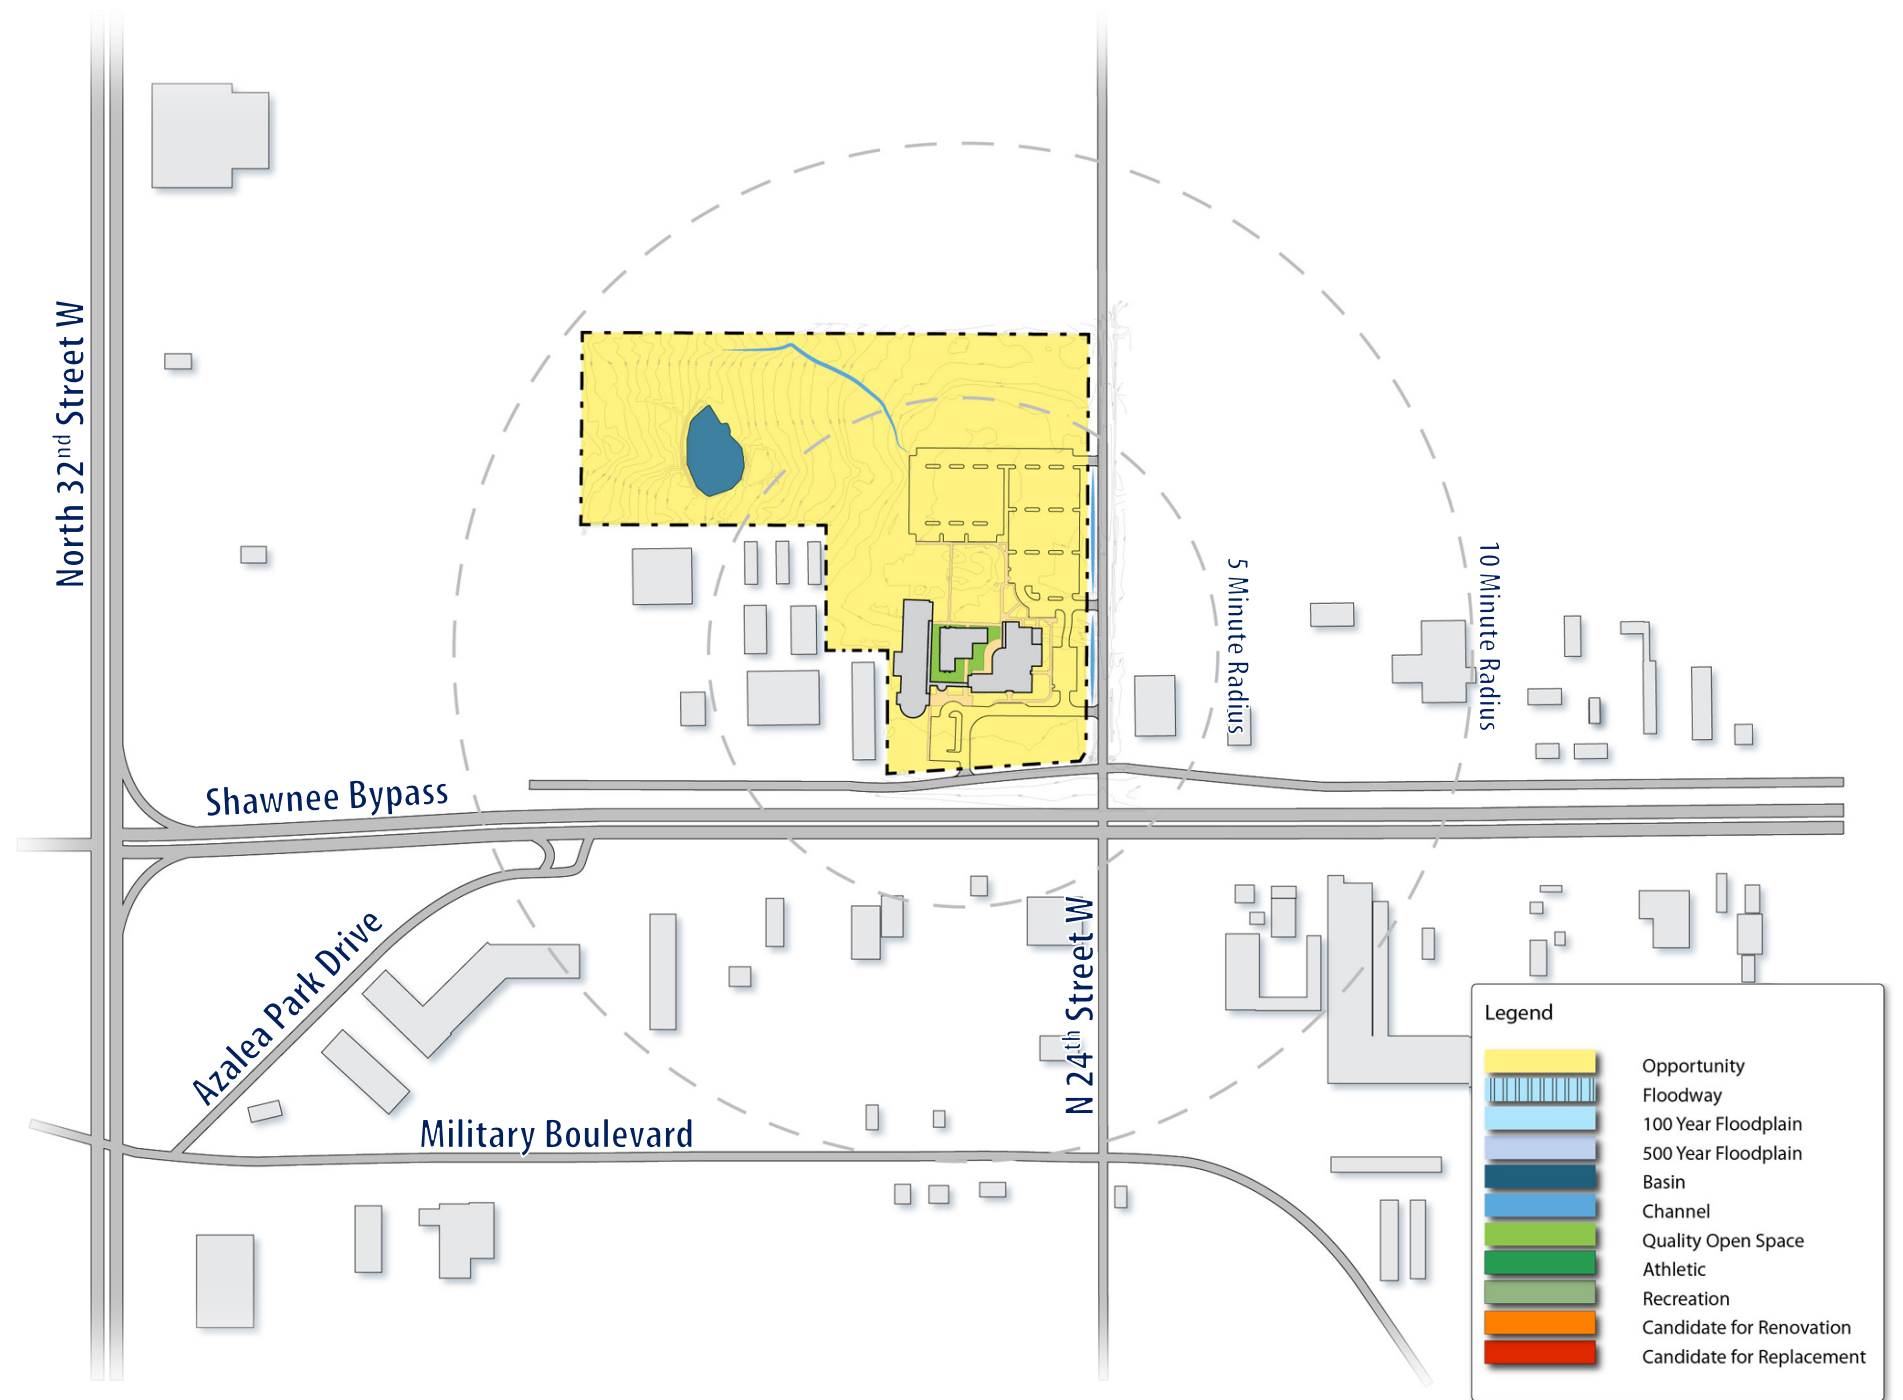 North 32nd Street W
5 Minute Radius
10 Minute Radius
Shawnee Bypass
Azalea Park Drive
N 24th Street W
Military Boulevard
Legend
Opportunity
Floodway
100 Year Floodplain
500 Year Floodplain
Basin
Channel
Quality Open Space
Athletic
Recreation
Candidate for Renovation
Candidate for Replacement